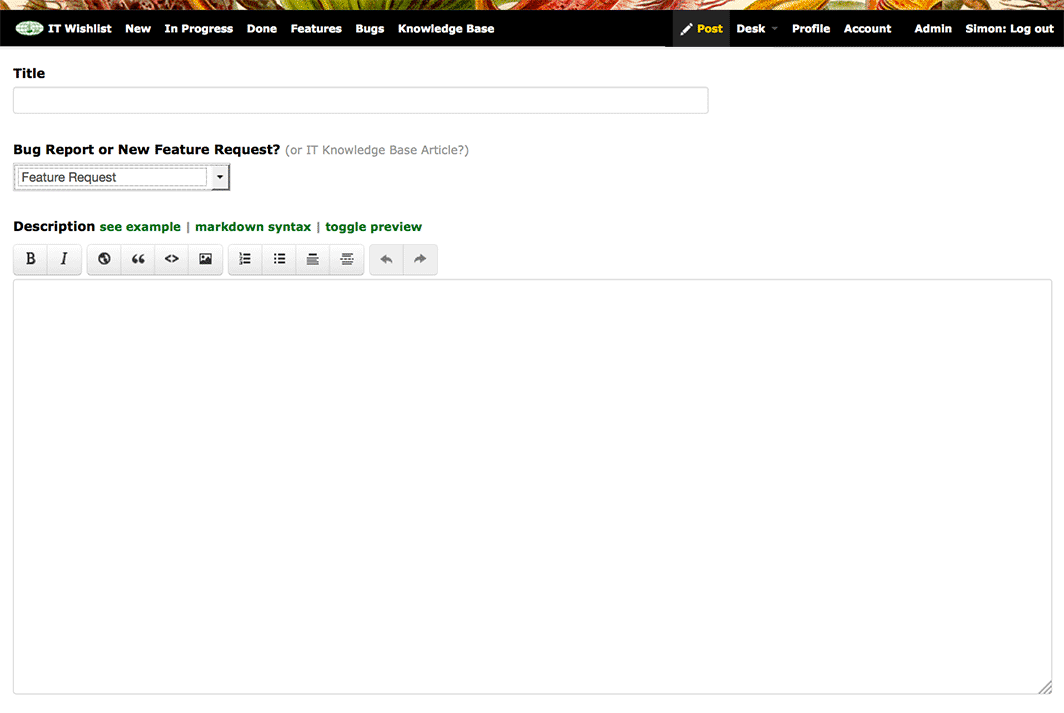 IT Wishlist New In Progress Done Features Bugs Knowledge Base Post Desk Profile Account Admin Simon: Log out
Title
Bug Report or New Feature Request? (or IT Knowledge Base Article?)
Feature Request
Description see example | markdown syntax | toggle preview
B I